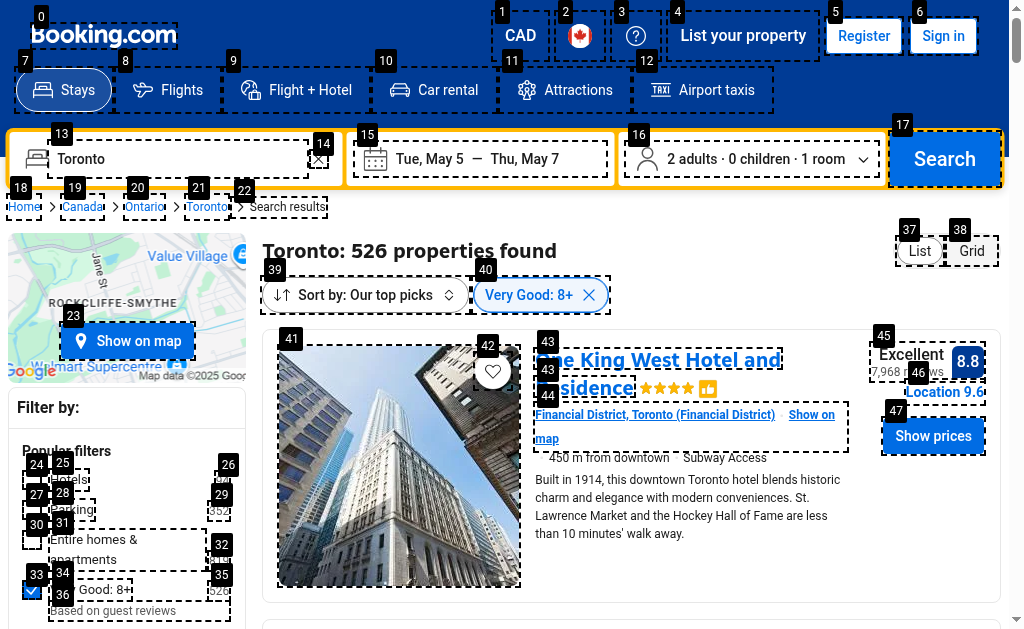 Booking.com
CAD
List your property
Register
Sign in
Stays
Flights
Flight + Hotel
Car rental
Attractions
Airport taxis
Toronto
Tue, May 5 — Thu, May 7
2 adults · 0 children · 1 room
Search
Home
Canada
Ontario
Toronto
Search results
Value Village
Jane St
ROCKCLIFFE-SMYTHE
Show on map
Walmart Supercentre
Google
Map data ©2025
Toronto: 526 properties found
List
Grid
Sort by: Our top picks
Very Good: 8+
Filter by:
Popular filters
Hotels
Parking
352
Entire homes &
apartments
Good: 8+
526
Based on guest reviews
One King West Hotel and
Residence
Financial District, Toronto (Financial District)
Show on
map
450 m from downtown
Subway Access
Built in 1914, this downtown Toronto hotel blends historic
charm and elegance with modern conveniences. St.
Lawrence Market and the Hockey Hall of Fame are less
than 10 minutes' walk away.
Excellent
7,968 reviews
8.8
Location 9.6
Show prices
0
1
2
3
4
5
6
7
8
9
10
11
12
13
14
15
16
17
18
19
20
21
22
23
24
25
26
27
28
29
30
31
32
33
34
35
36
37
38
39
40
41
42
43
43
44
45
46
47